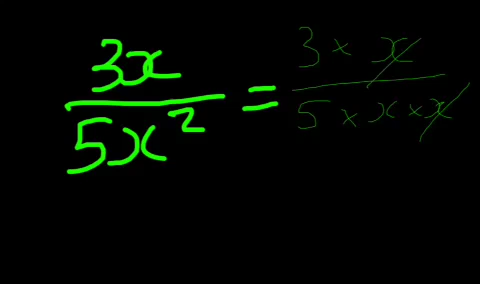 3x/5x² = 3 × x/5 × x × x